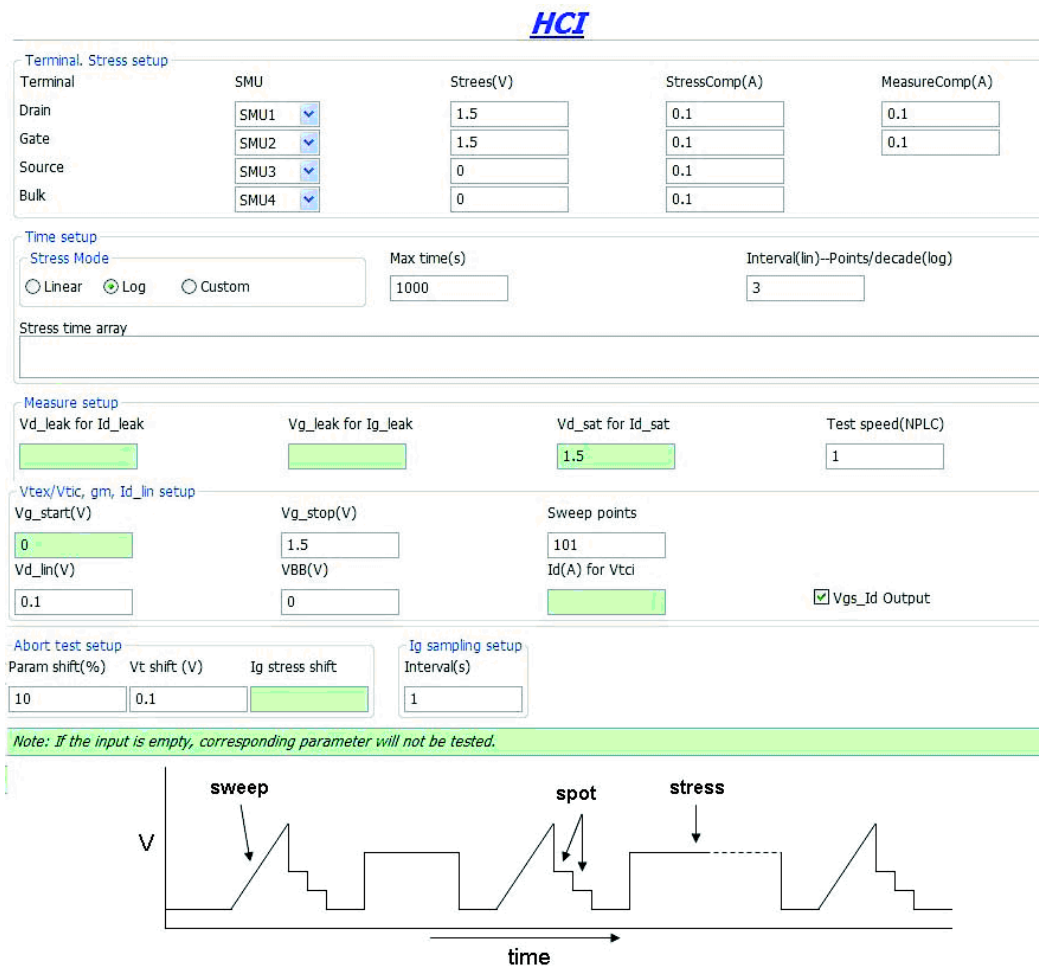 HCI
Terminal. Stress setup
Terminal SMU Strees(V) StressComp(A) MeasureComp(A)
Drain SMU1 1.5 0.1 0.1
Gate SMU2 1.5 0.1 0.1
Source SMU3 0 0.1
Bulk SMU4 0 0.1
Time setup
Stress Mode Max time(s) Interval(lin)--Points/decade(log)
Linear Log Custom 1000 3
Stress time array
Measure setup
Vd_leak for Id_leak Vg_leak for Ig_leak Vd_sat for Id_sat Test speed(NPLC)
1.5 1
Vtex/Vtic, gm, Id_lin setup
Vg_start(V) Vg_stop(V) Sweep points
0 1.5 101
Vd_lin(V) VBB(V) Id(A) for Vtci
0.1 0 Vgs_Id Output
Abort test setup Ig sampling setup
Param shift(%) Vt shift (V) Ig stress shift Interval(s)
10 0.1 1
Note: If the input is empty, corresponding parameter will not be tested.
sweep spot stress
V
time